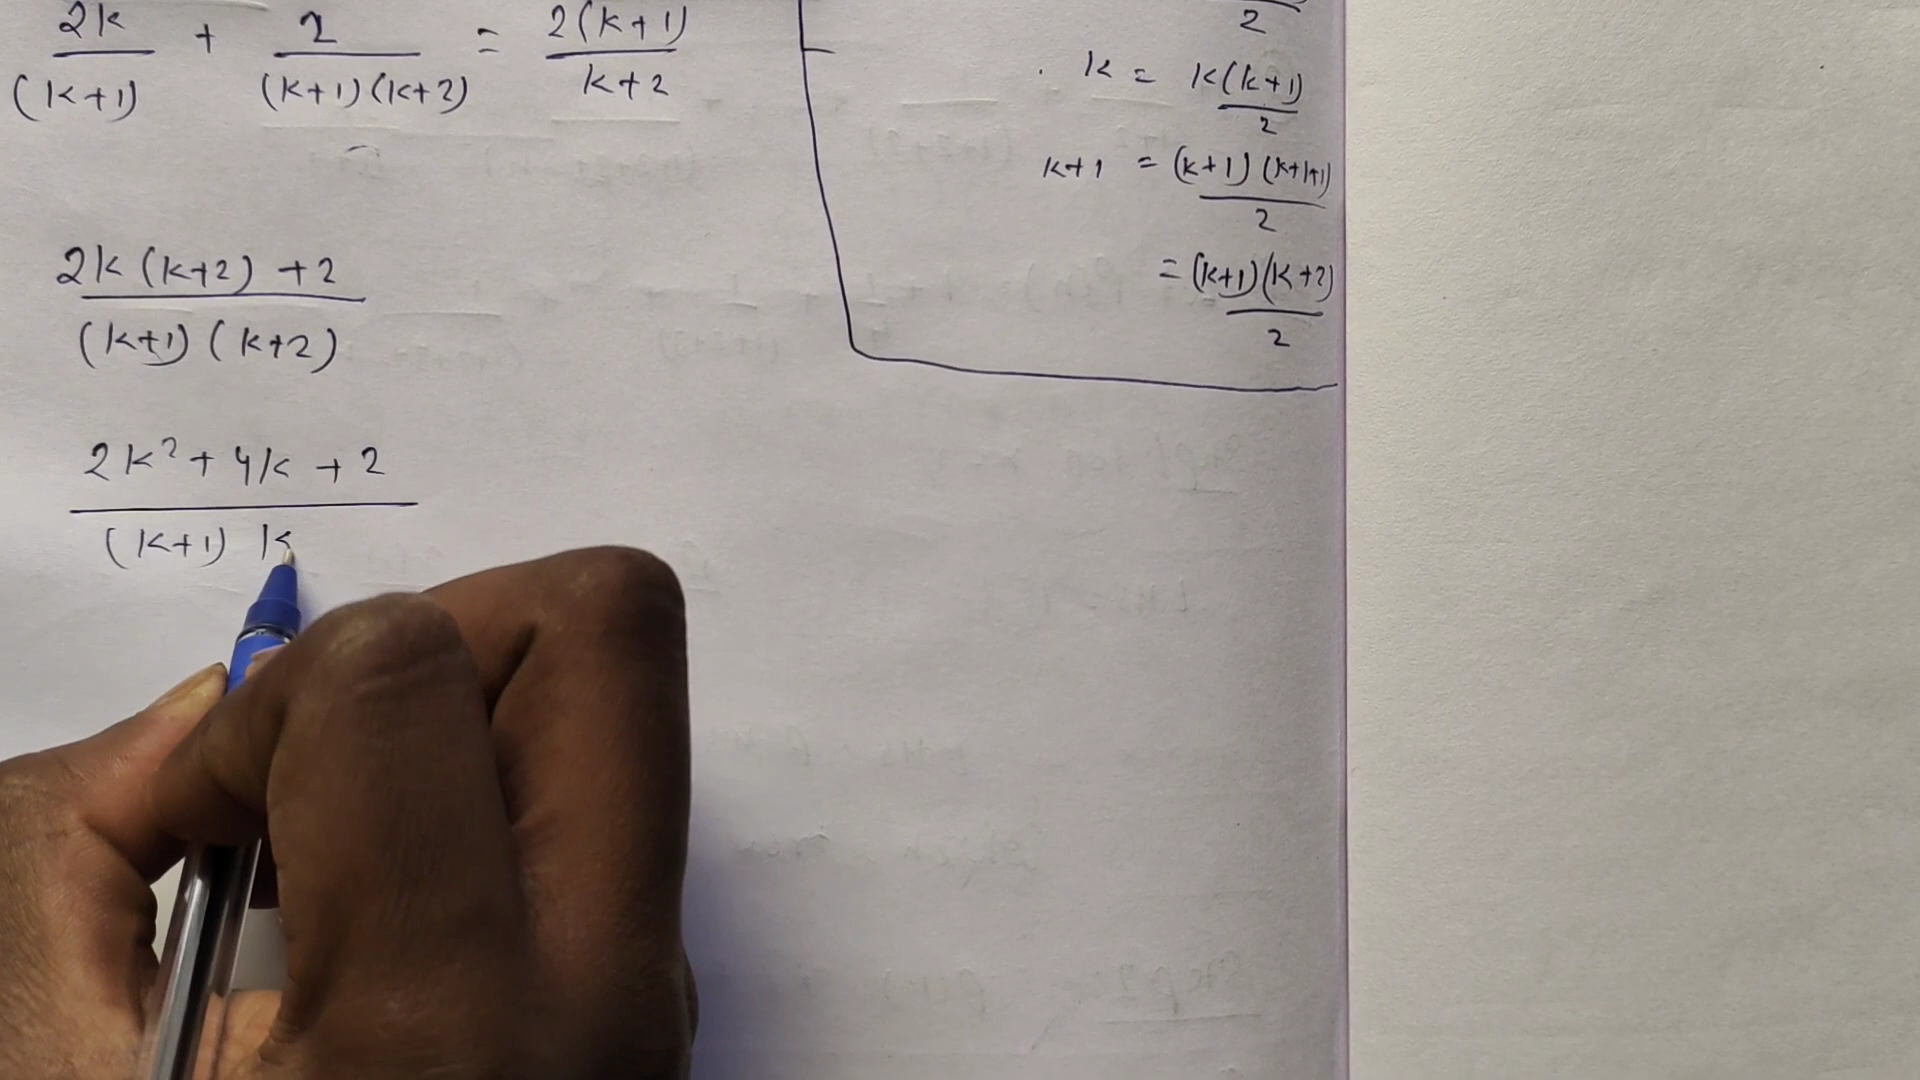 2k/(k+1) + 2/((k+1)(k+2)) = 2(k+1)/(k+2)
2k(k+2) + 2
(k+1)(k+2)
2k² + 4k + 2
(k+1) k
2
k = k(k+1)/2
k+1 = (k+1)(k+1+1)/2
= (k+1)(k+2)/2